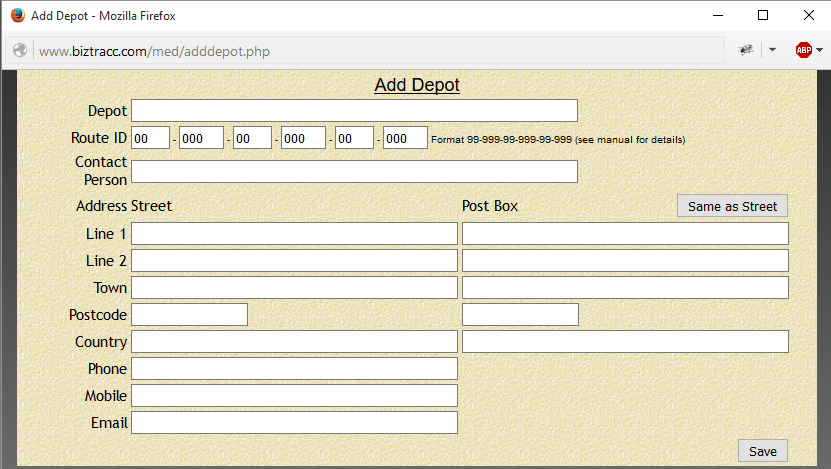 Add Depot - Mozilla Firefox
www.biztracc.com/med/adddepot.php
ABP
Add Depot
Depot
Route ID 00 - 000 - 00 - 000 - 00 - 000 Format 99-999-99-999-99-999 (see manual for details)
Contact
Person
Address Street Post Box Same as Street
Line 1
Line 2
Town
Postcode
Country
Phone
Mobile
Email
Save